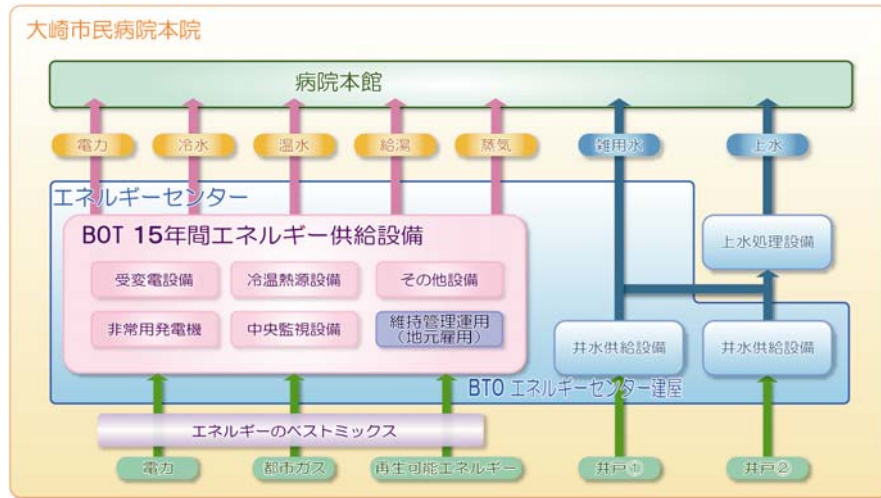 大崎市民病院本院
病院本館
電力
冷水
温水
給湯
蒸気
雑用水
上水
エネルギーセンター
BOT 15年間エネルギー供給設備
受変電設備
冷温熱源設備
その他設備
非常用発電機
中央監視設備
維持管理運用
(地元雇用)
上水処理設備
井水供給設備
井水供給設備
BTO エネルギーセンター建屋
エネルギーのベストミックス
電力
都市ガス
再生可能エネルギー
井戸①
井戸②